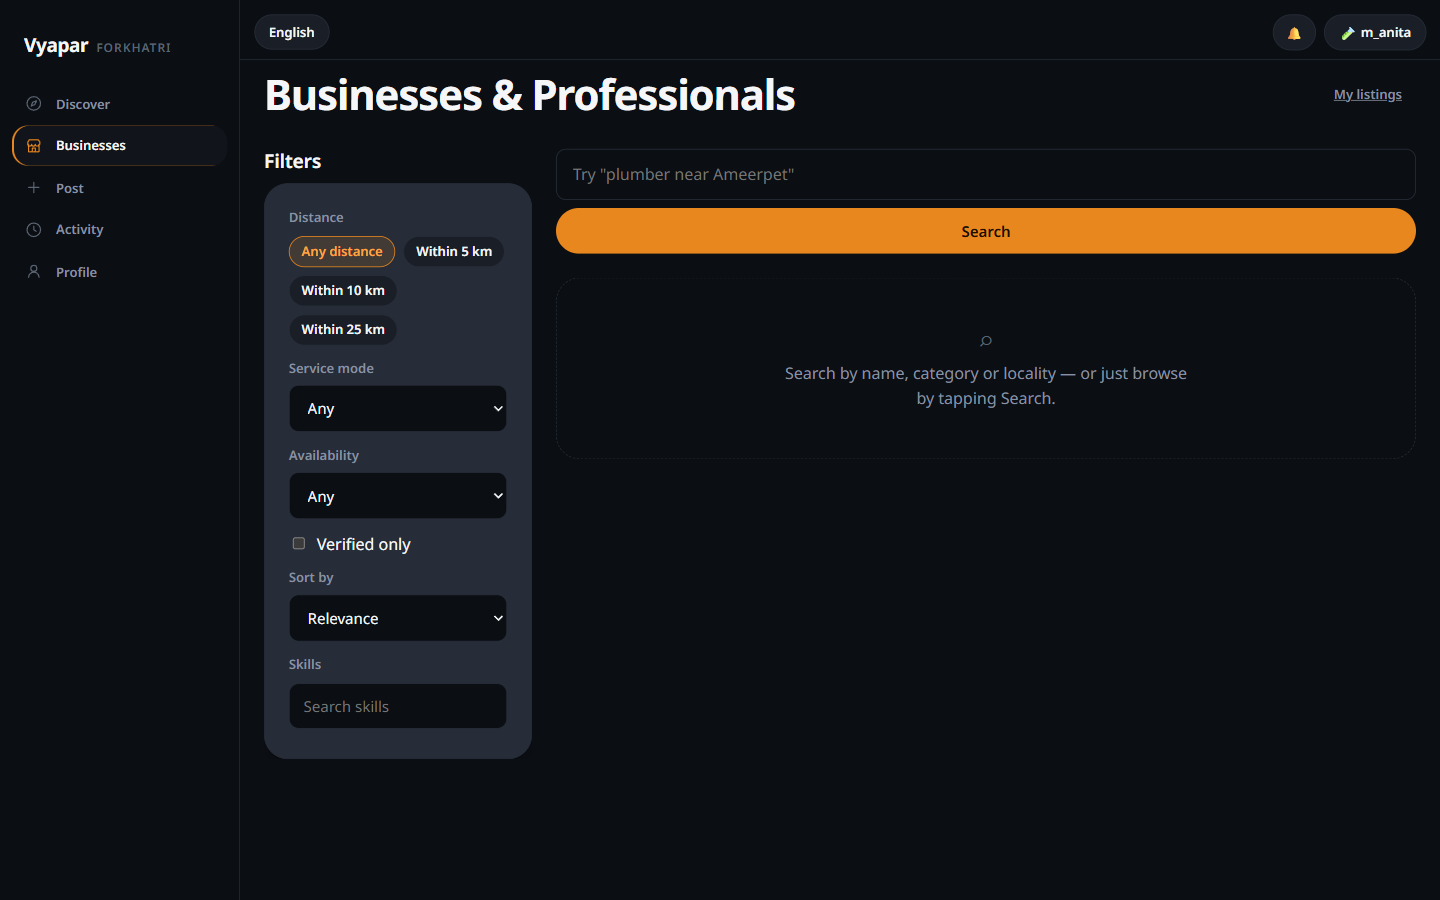 Vyapar FORKHATRI
Discover
Businesses
Post
Activity
Profile
English
m_anita
Businesses & Professionals
My listings
Filters
Distance
Any distance
Within 5 km
Within 10 km
Within 25 km
Service mode
Any
Availability
Any
Verified only
Sort by
Relevance
Skills
Search skills
Try "plumber near Ameerpet"
Search
Search by name, category or locality — or just browse
by tapping Search.